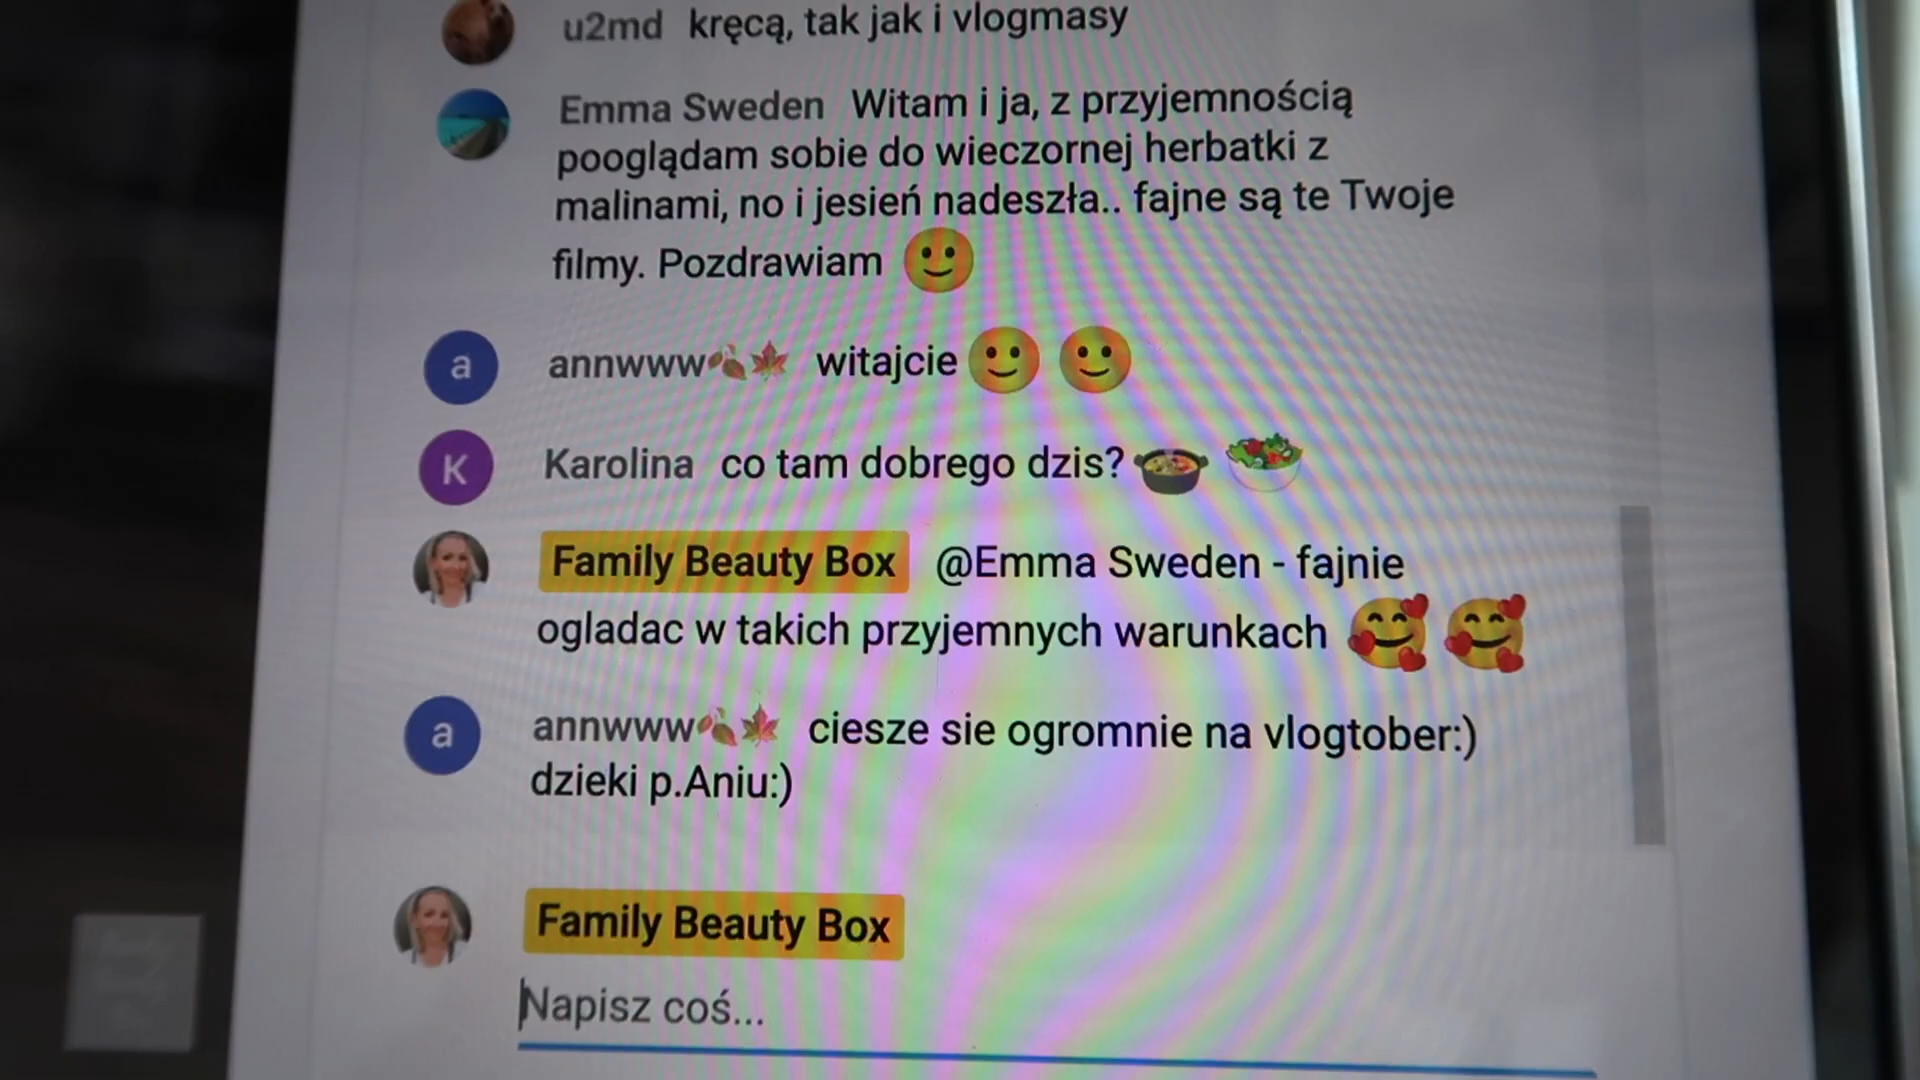 u2md kręcą, tak jak i vlogmasy
Emma Sweden Witam i ja, z przyjemnością
pooglądam sobie do wieczornej herbatki z
malinami, no i jesień nadeszła.. fajne są te Twoje
filmy. Pozdrawiam 🙂
a annwww🍂🍁 witajcie 🙂 🙂
K Karolina co tam dobrego dzis? 🥘 🥗
Family Beauty Box @Emma Sweden - fajnie
ogladac w takich przyjemnych warunkach 🥰 🥰
a annwww🍂🍁 ciesze sie ogromnie na vlogtober:)
dzieki p.Aniu:)
Family Beauty Box
Napisz coś...